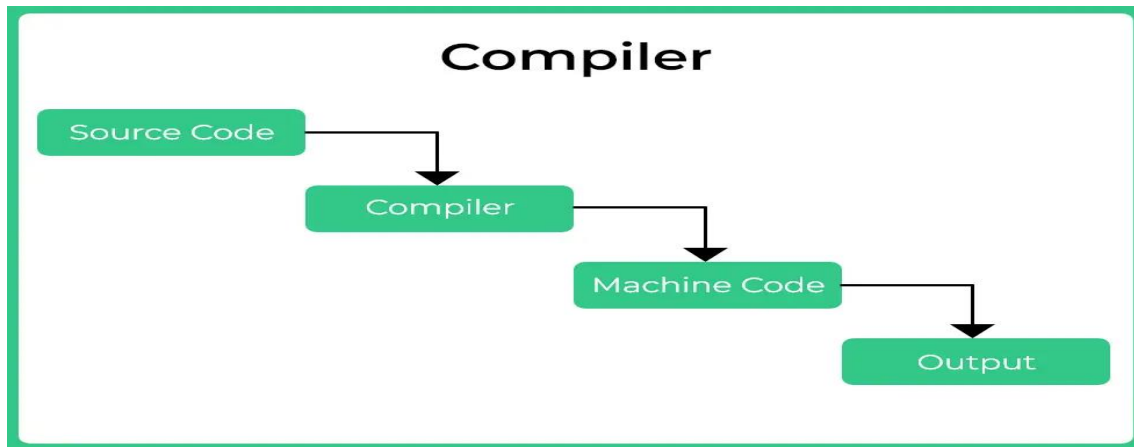 Compiler
Source Code
Compiler
Machine Code
Output